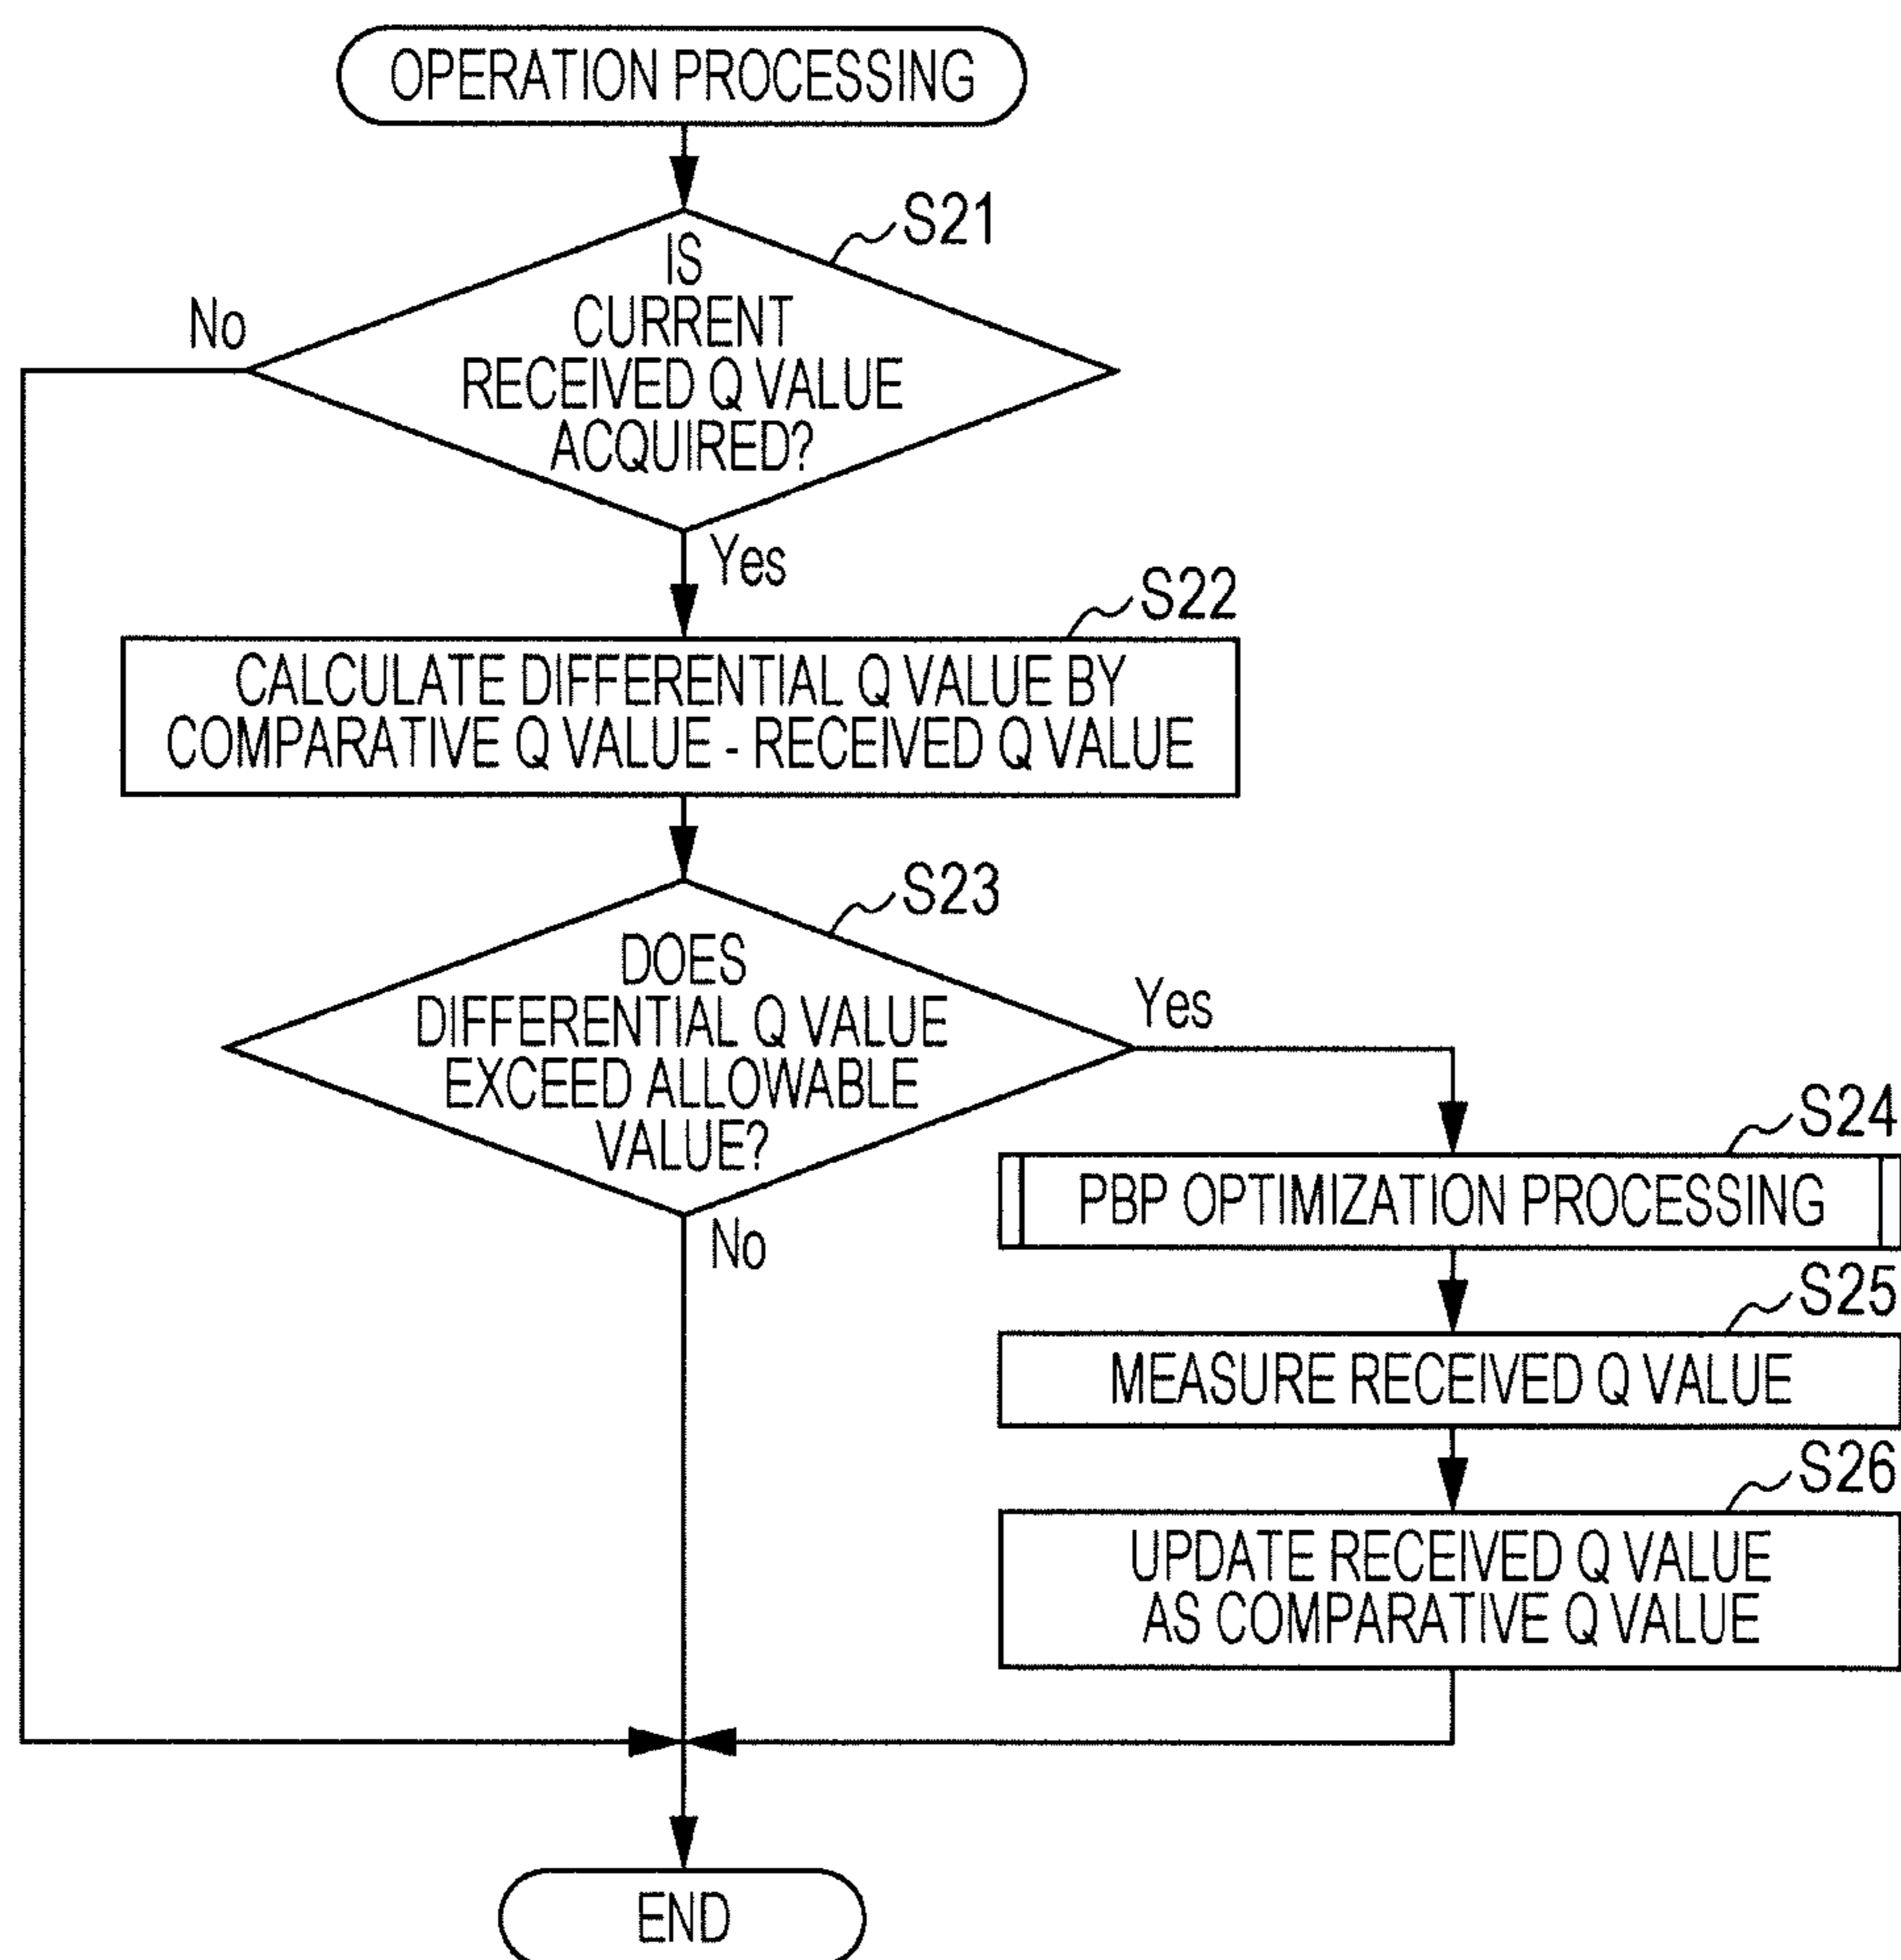 OPERATION PROCESSING
S21
IS
CURRENT
RECEIVED Q VALUE
ACQUIRED?
No
Yes
S22
CALCULATE DIFFERENTIAL Q VALUE BY
COMPARATIVE Q VALUE - RECEIVED Q VALUE
S23
DOES
DIFFERENTIAL Q VALUE
EXCEED ALLOWABLE
VALUE?
Yes
No
S24
PBP OPTIMIZATION PROCESSING
S25
MEASURE RECEIVED Q VALUE
S26
UPDATE RECEIVED Q VALUE
AS COMPARATIVE Q VALUE
END